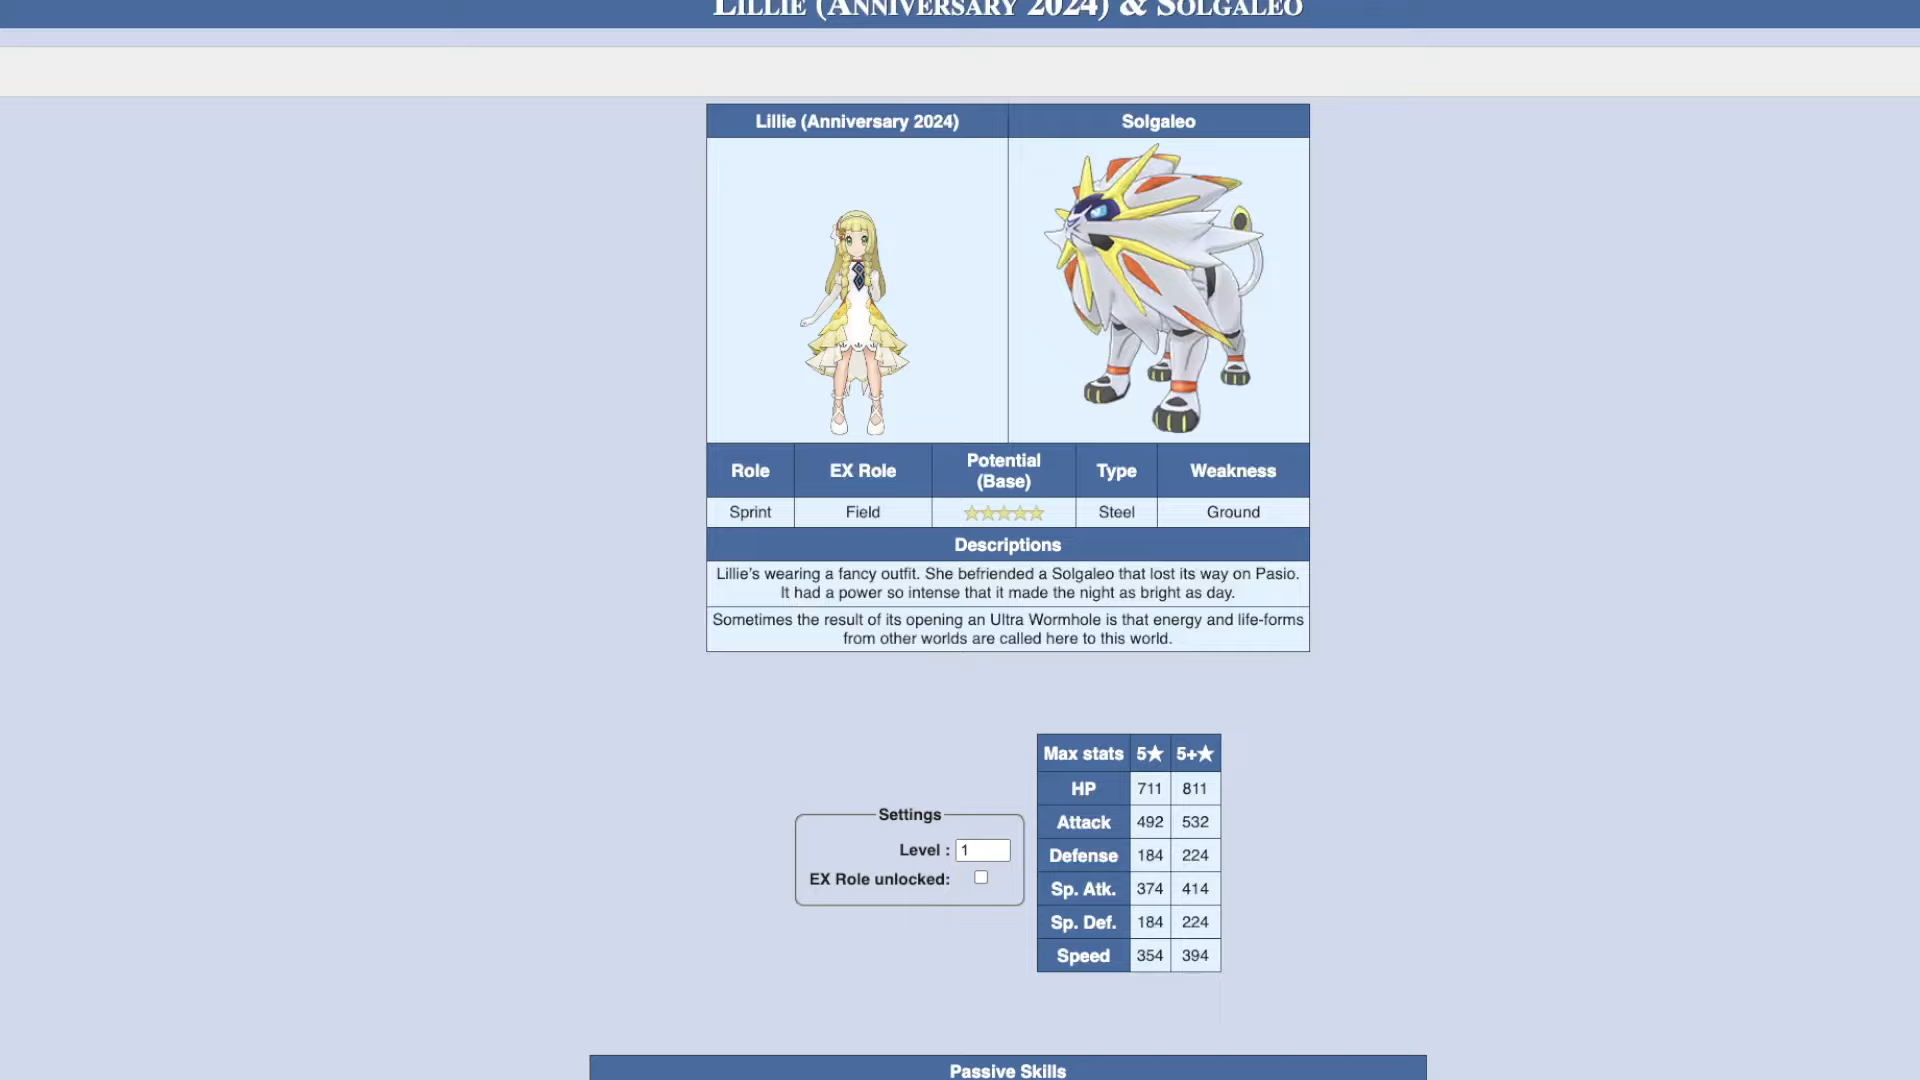 LILLIE (ANNIVERSARY 2024) & SOLGALEO
Lillie (Anniversary 2024) Solgaleo
Role EX Role Potential (Base) Type Weakness
Sprint Field ★★★★★ Steel Ground
Descriptions
Lillie’s wearing a fancy outfit. She befriended a Solgaleo that lost its way on Pasio.
It had a power so intense that it made the night as bright as day.
Sometimes the result of its opening an Ultra Wormhole is that energy and life-forms
from other worlds are called here to this world.
Settings
Level : 1
EX Role unlocked:
Max stats 5★ 5+★
HP 711 811
Attack 492 532
Defense 184 224
Sp. Atk. 374 414
Sp. Def. 184 224
Speed 354 394
Passive Skills